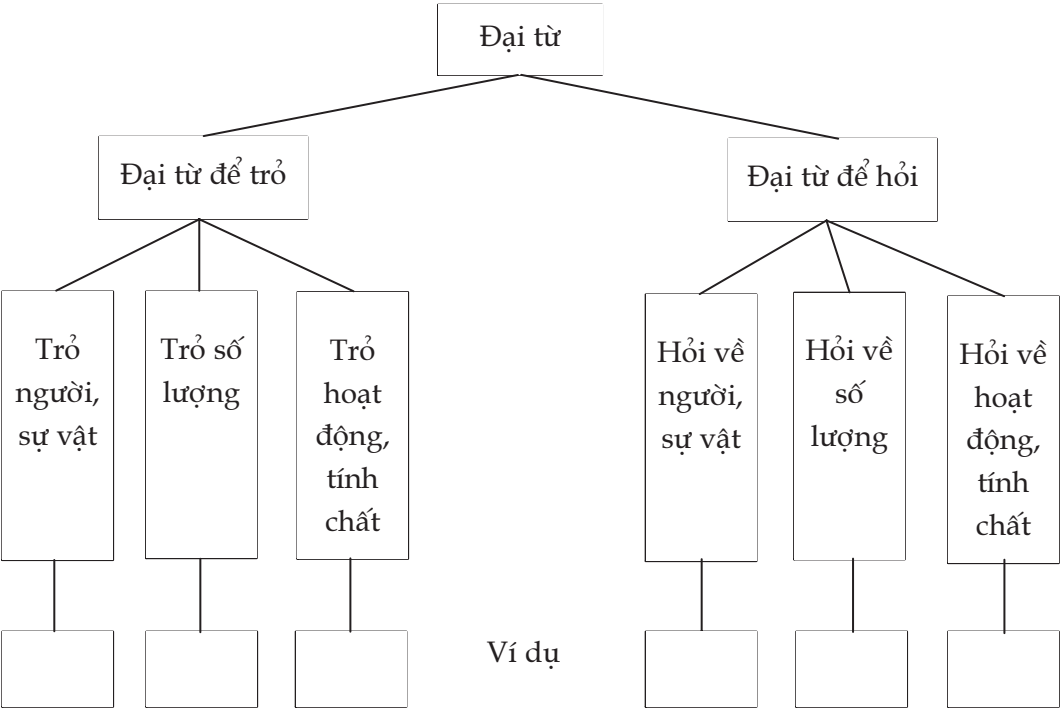 Đại từ
Đại từ để trỏ
Đại từ để hỏi
Trỏ
người,
sự vật
Trỏ số
lượng
Trỏ
hoạt
động,
tính
chất
Hỏi về
người,
sự vật
Hỏi về
số
lượng
Hỏi về
hoạt
động,
tính
chất
Ví dụ